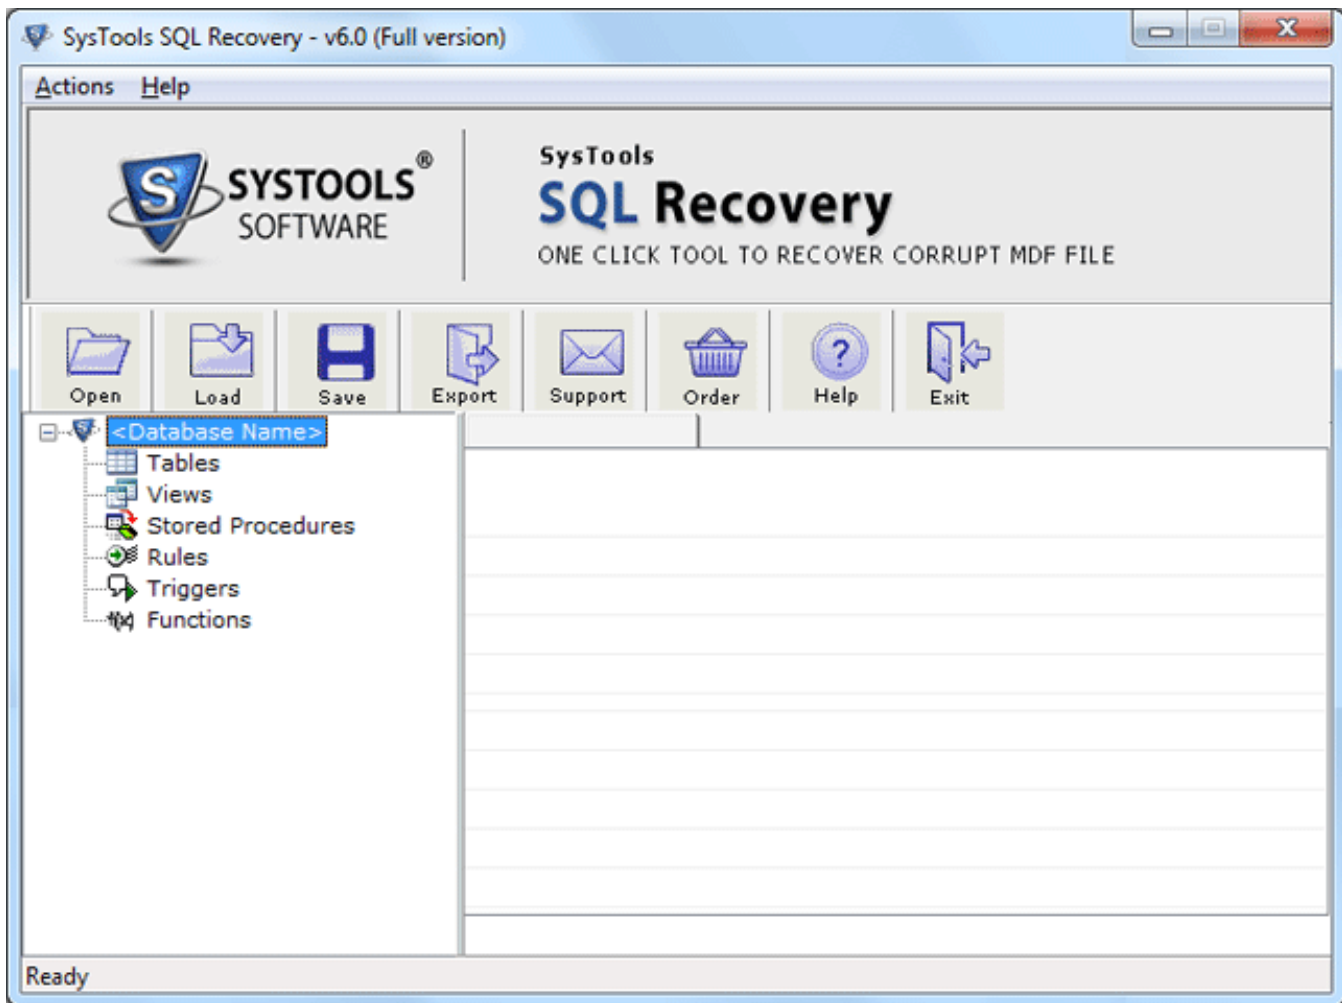 SysTools SQL Recovery - v6.0 (Full version)
Actions Help
S SYSTOOLS®
SOFTWARE
SysTools
SQL Recovery
ONE CLICK TOOL TO RECOVER CORRUPT MDF FILE
Open Load Save Export Support Order Help Exit
<Database Name>
Tables
Views
Stored Procedures
Rules
Triggers
f(x) Functions
Ready